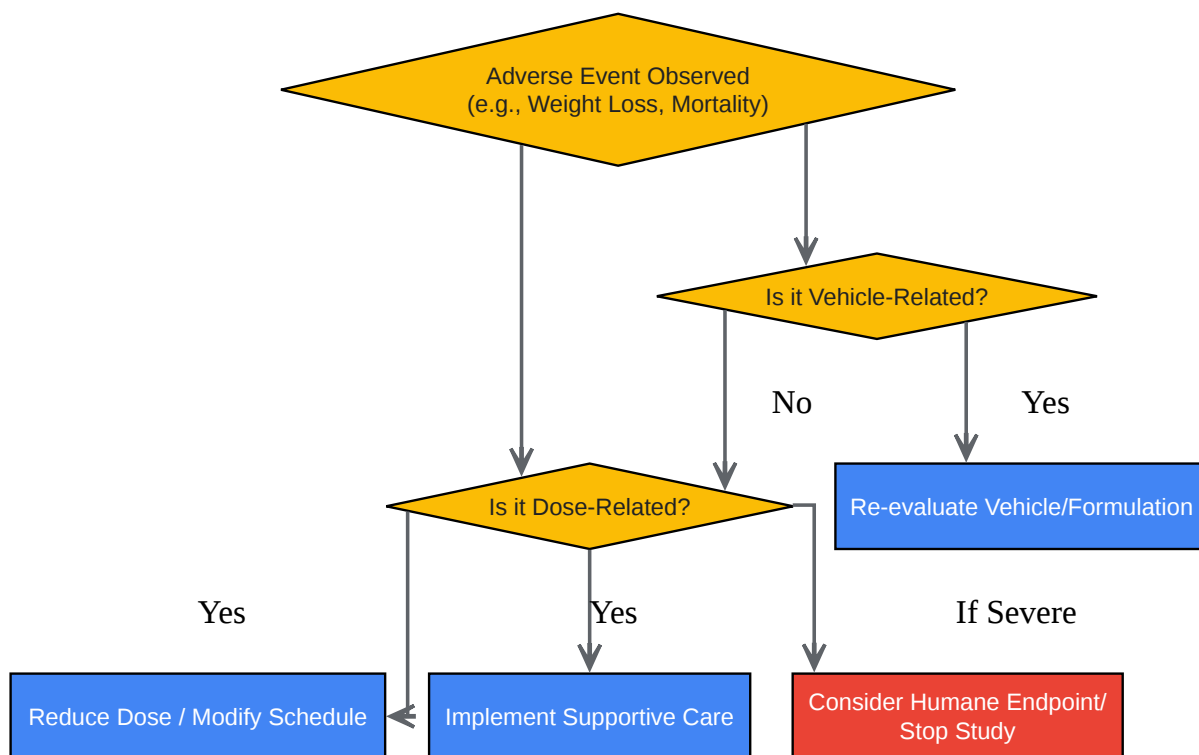 Adverse Event Observed
(e.g., Weight Loss, Mortality)
Is it Vehicle-Related?
No
Yes
Is it Dose-Related?
Re-evaluate Vehicle/Formulation
Yes
Yes
If Severe
Reduce Dose / Modify Schedule
Implement Supportive Care
Consider Humane Endpoint/
Stop Study